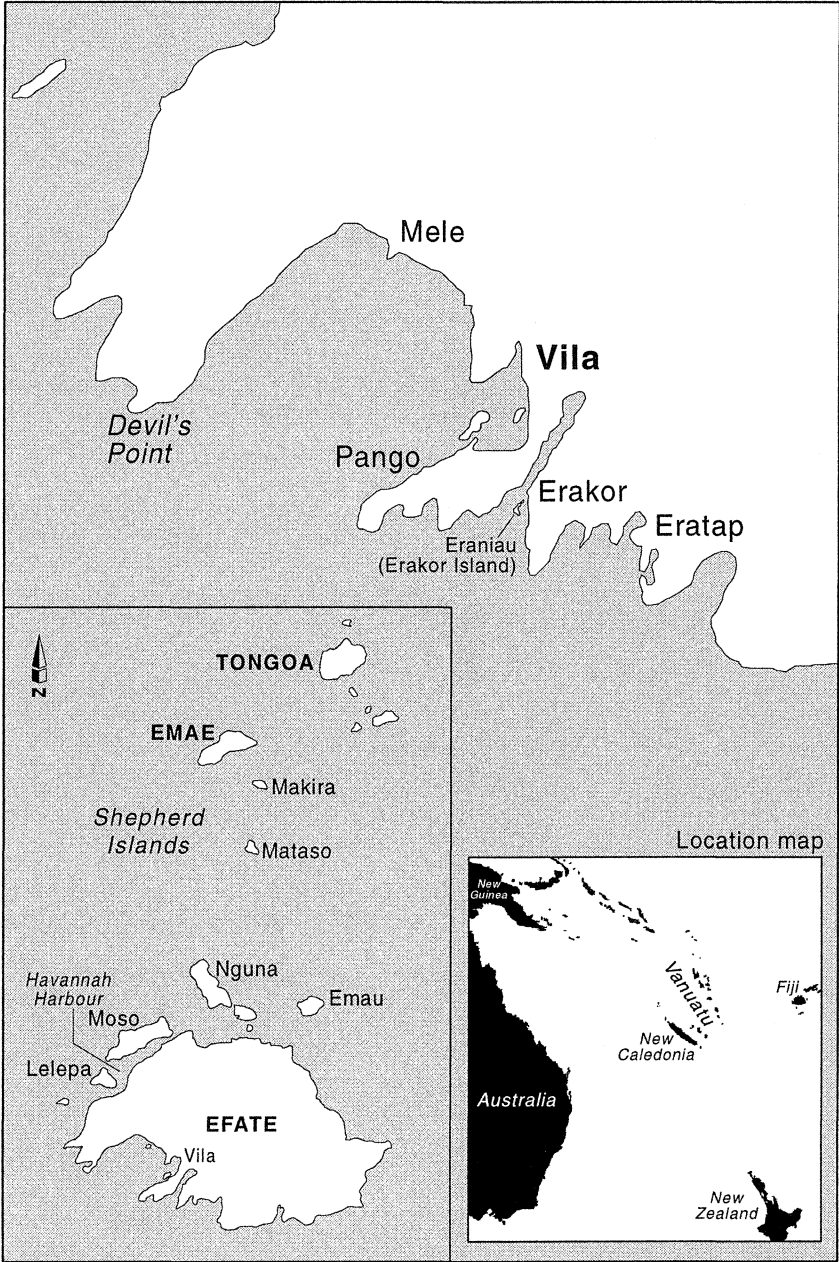 Mele
Vila
Devil's
Point
Pango
Erakor
Eratap
Eraniau
(Erakor Island)
N
TONGOA
EMAE
Makira
Shepherd
Islands
Mataso
Nguna
Havannah
Harbour
Emau
Moso
Lelepa
EFATE
Vila
Location map
New
Guinea
Vanuatu
Fiji
New
Caledonia
Australia
New
Zealand